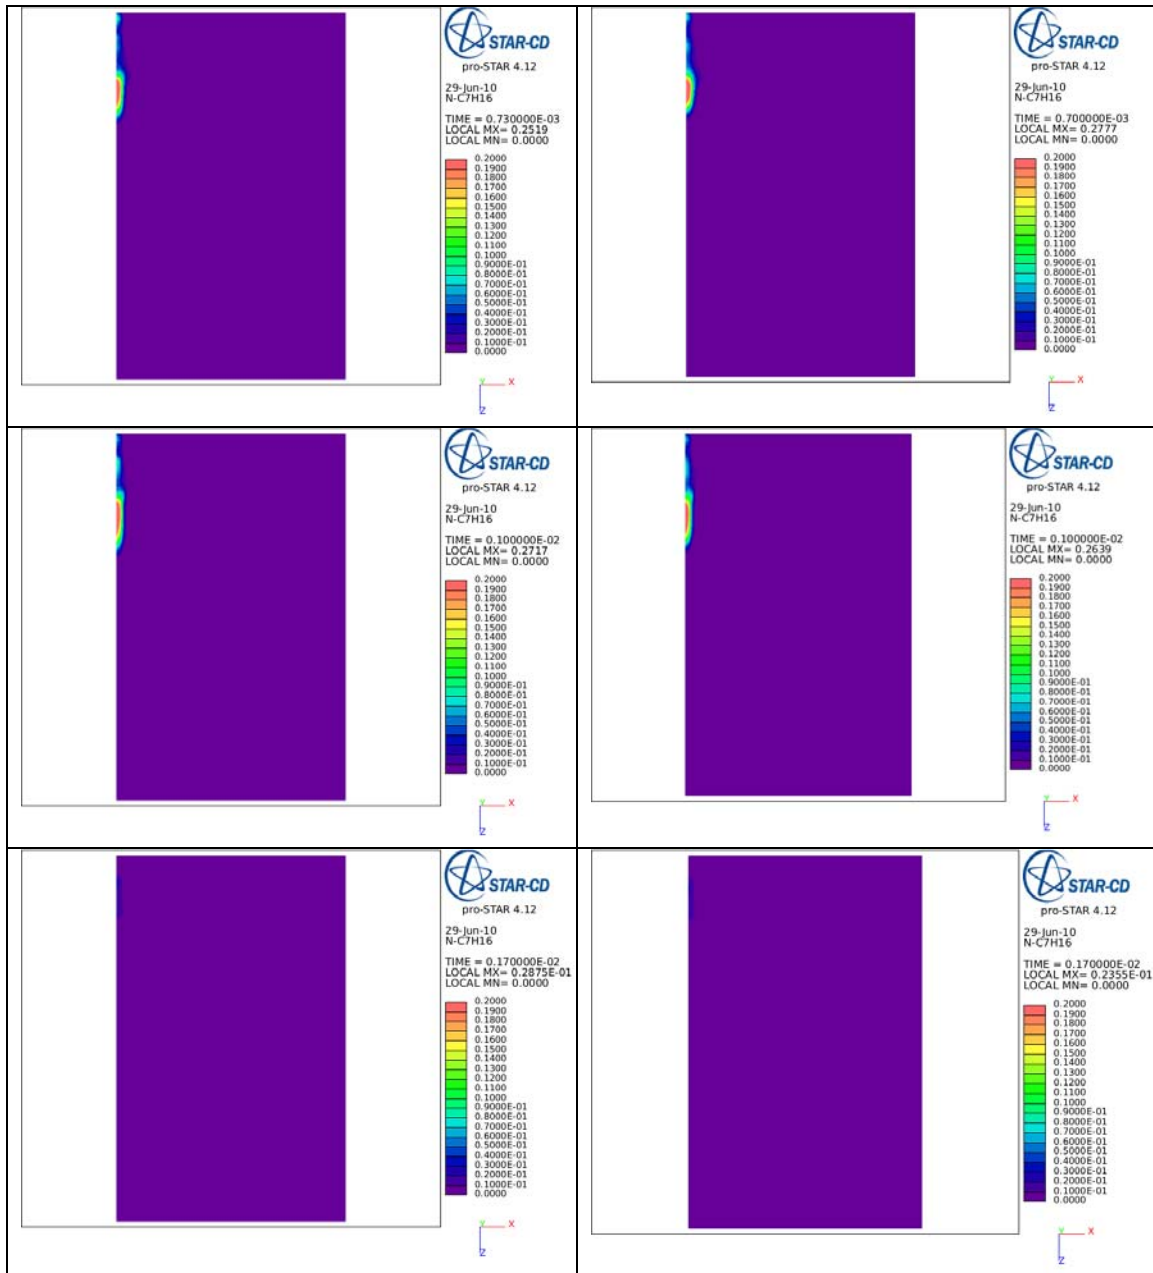 STAR-CD
pro-STAR 4.12
29-Jun-10
N-C7H16
TIME = 0.730000E-03
LOCAL MX= 0.2519
LOCAL MN= 0.0000
0.2000
0.1900
0.1800
0.1700
0.1600
0.1500
0.1400
0.1300
0.1200
0.1100
0.1000
0.9000E-01
0.8000E-01
0.7000E-01
0.6000E-01
0.5000E-01
0.4000E-01
0.3000E-01
0.2000E-01
0.1000E-01
0.0000
Y
X
Z
STAR-CD
pro-STAR 4.12
29-Jun-10
N-C7H16
TIME = 0.700000E-03
LOCAL MX= 0.2777
LOCAL MN= 0.0000
0.2000
0.1900
0.1800
0.1700
0.1600
0.1500
0.1400
0.1300
0.1200
0.1100
0.1000
0.9000E-01
0.8000E-01
0.7000E-01
0.6000E-01
0.5000E-01
0.4000E-01
0.3000E-01
0.2000E-01
0.1000E-01
0.0000
Y
X
Z
STAR-CD
pro-STAR 4.12
29-Jun-10
N-C7H16
TIME = 0.100000E-02
LOCAL MX= 0.2717
LOCAL MN= 0.0000
0.2000
0.1900
0.1800
0.1700
0.1600
0.1500
0.1400
0.1300
0.1200
0.1100
0.1000
0.9000E-01
0.8000E-01
0.7000E-01
0.6000E-01
0.5000E-01
0.4000E-01
0.3000E-01
0.2000E-01
0.1000E-01
0.0000
Y
X
Z
STAR-CD
pro-STAR 4.12
29-Jun-10
N-C7H16
TIME = 0.100000E-02
LOCAL MX= 0.2639
LOCAL MN= 0.0000
0.2000
0.1900
0.1800
0.1700
0.1600
0.1500
0.1400
0.1300
0.1200
0.1100
0.1000
0.9000E-01
0.8000E-01
0.7000E-01
0.6000E-01
0.5000E-01
0.4000E-01
0.3000E-01
0.2000E-01
0.1000E-01
0.0000
Y
X
Z
STAR-CD
pro-STAR 4.12
29-Jun-10
N-C7H16
TIME = 0.170000E-02
LOCAL MX= 0.2875E-01
LOCAL MN= 0.0000
0.2000
0.1900
0.1800
0.1700
0.1600
0.1500
0.1400
0.1300
0.1200
0.1100
0.1000
0.9000E-01
0.8000E-01
0.7000E-01
0.6000E-01
0.5000E-01
0.4000E-01
0.3000E-01
0.2000E-01
0.1000E-01
0.0000
Y
X
Z
STAR-CD
pro-STAR 4.12
29-Jun-10
N-C7H16
TIME = 0.170000E-02
LOCAL MX= 0.2355E-01
LOCAL MN= 0.0000
0.2000
0.1900
0.1800
0.1700
0.1600
0.1500
0.1400
0.1300
0.1200
0.1100
0.1000
0.9000E-01
0.8000E-01
0.7000E-01
0.6000E-01
0.5000E-01
0.4000E-01
0.3000E-01
0.2000E-01
0.1000E-01
0.0000
Y
X
Z